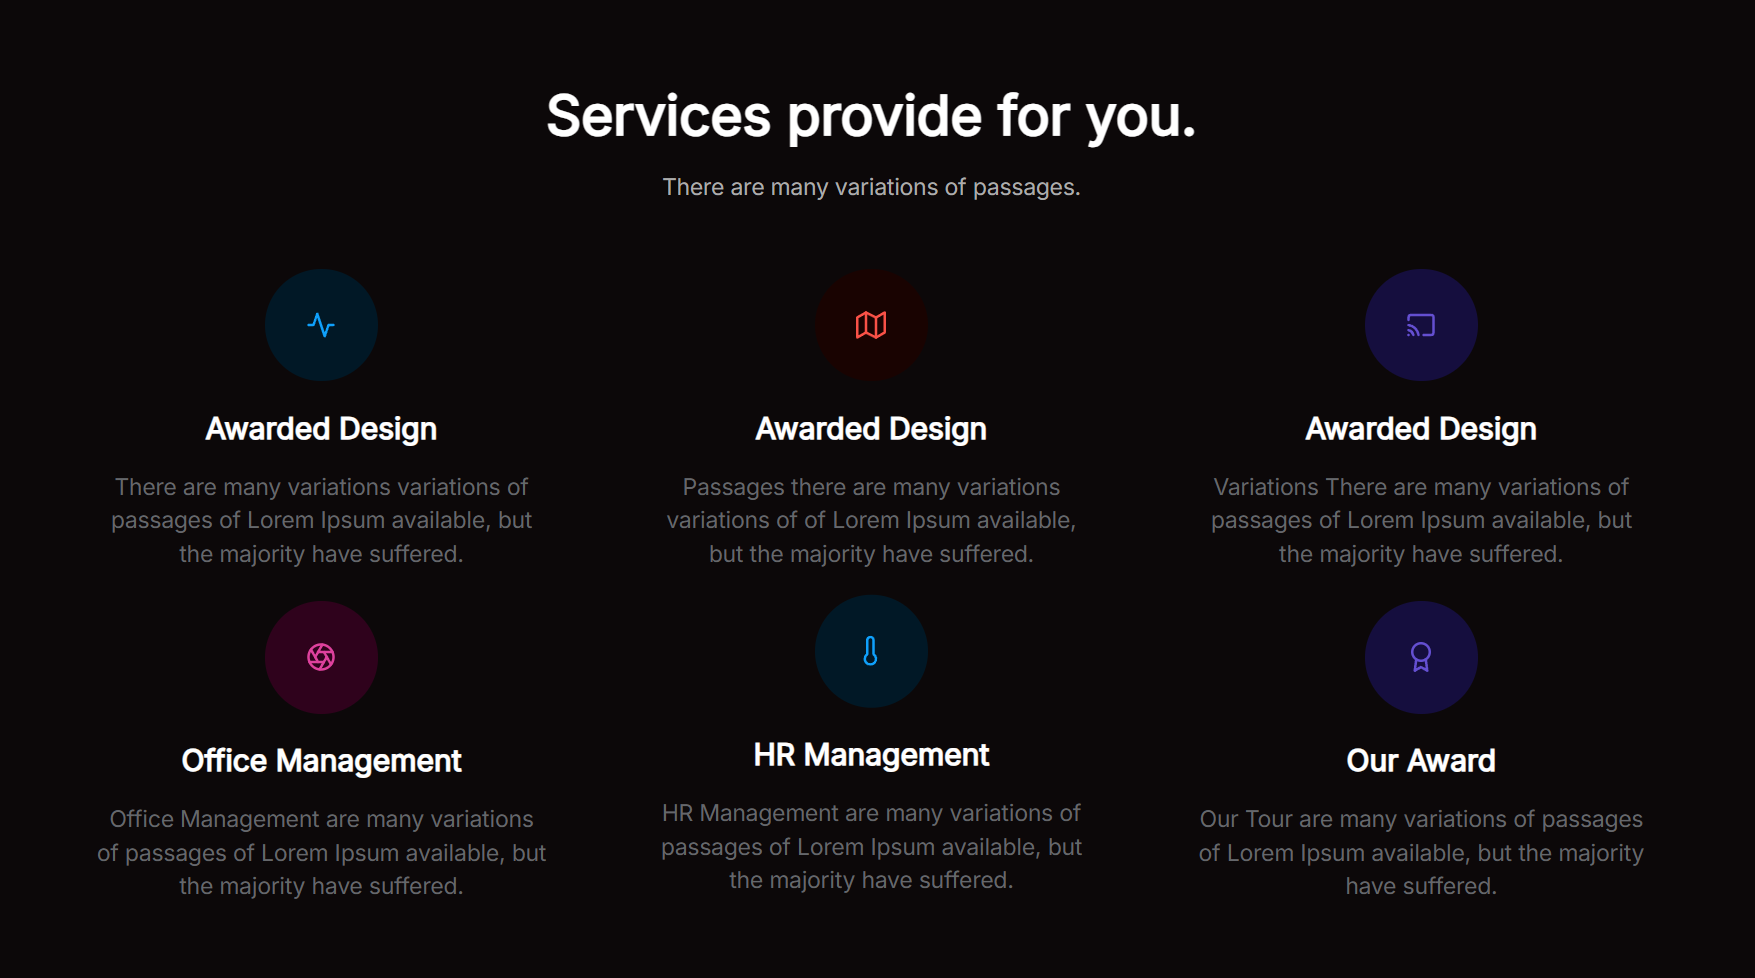 Services provide for you.
There are many variations of passages.
Awarded Design
There are many variations variations of
passages of Lorem Ipsum available, but
the majority have suffered.
Awarded Design
Passages there are many variations
variations of of Lorem Ipsum available,
but the majority have suffered.
Awarded Design
Variations There are many variations of
passages of Lorem Ipsum available, but
the majority have suffered.
Office Management
Office Management are many variations
of passages of Lorem Ipsum available, but
the majority have suffered.
HR Management
HR Management are many variations of
passages of Lorem Ipsum available, but
the majority have suffered.
Our Award
Our Tour are many variations of passages
of Lorem Ipsum available, but the majority
have suffered.